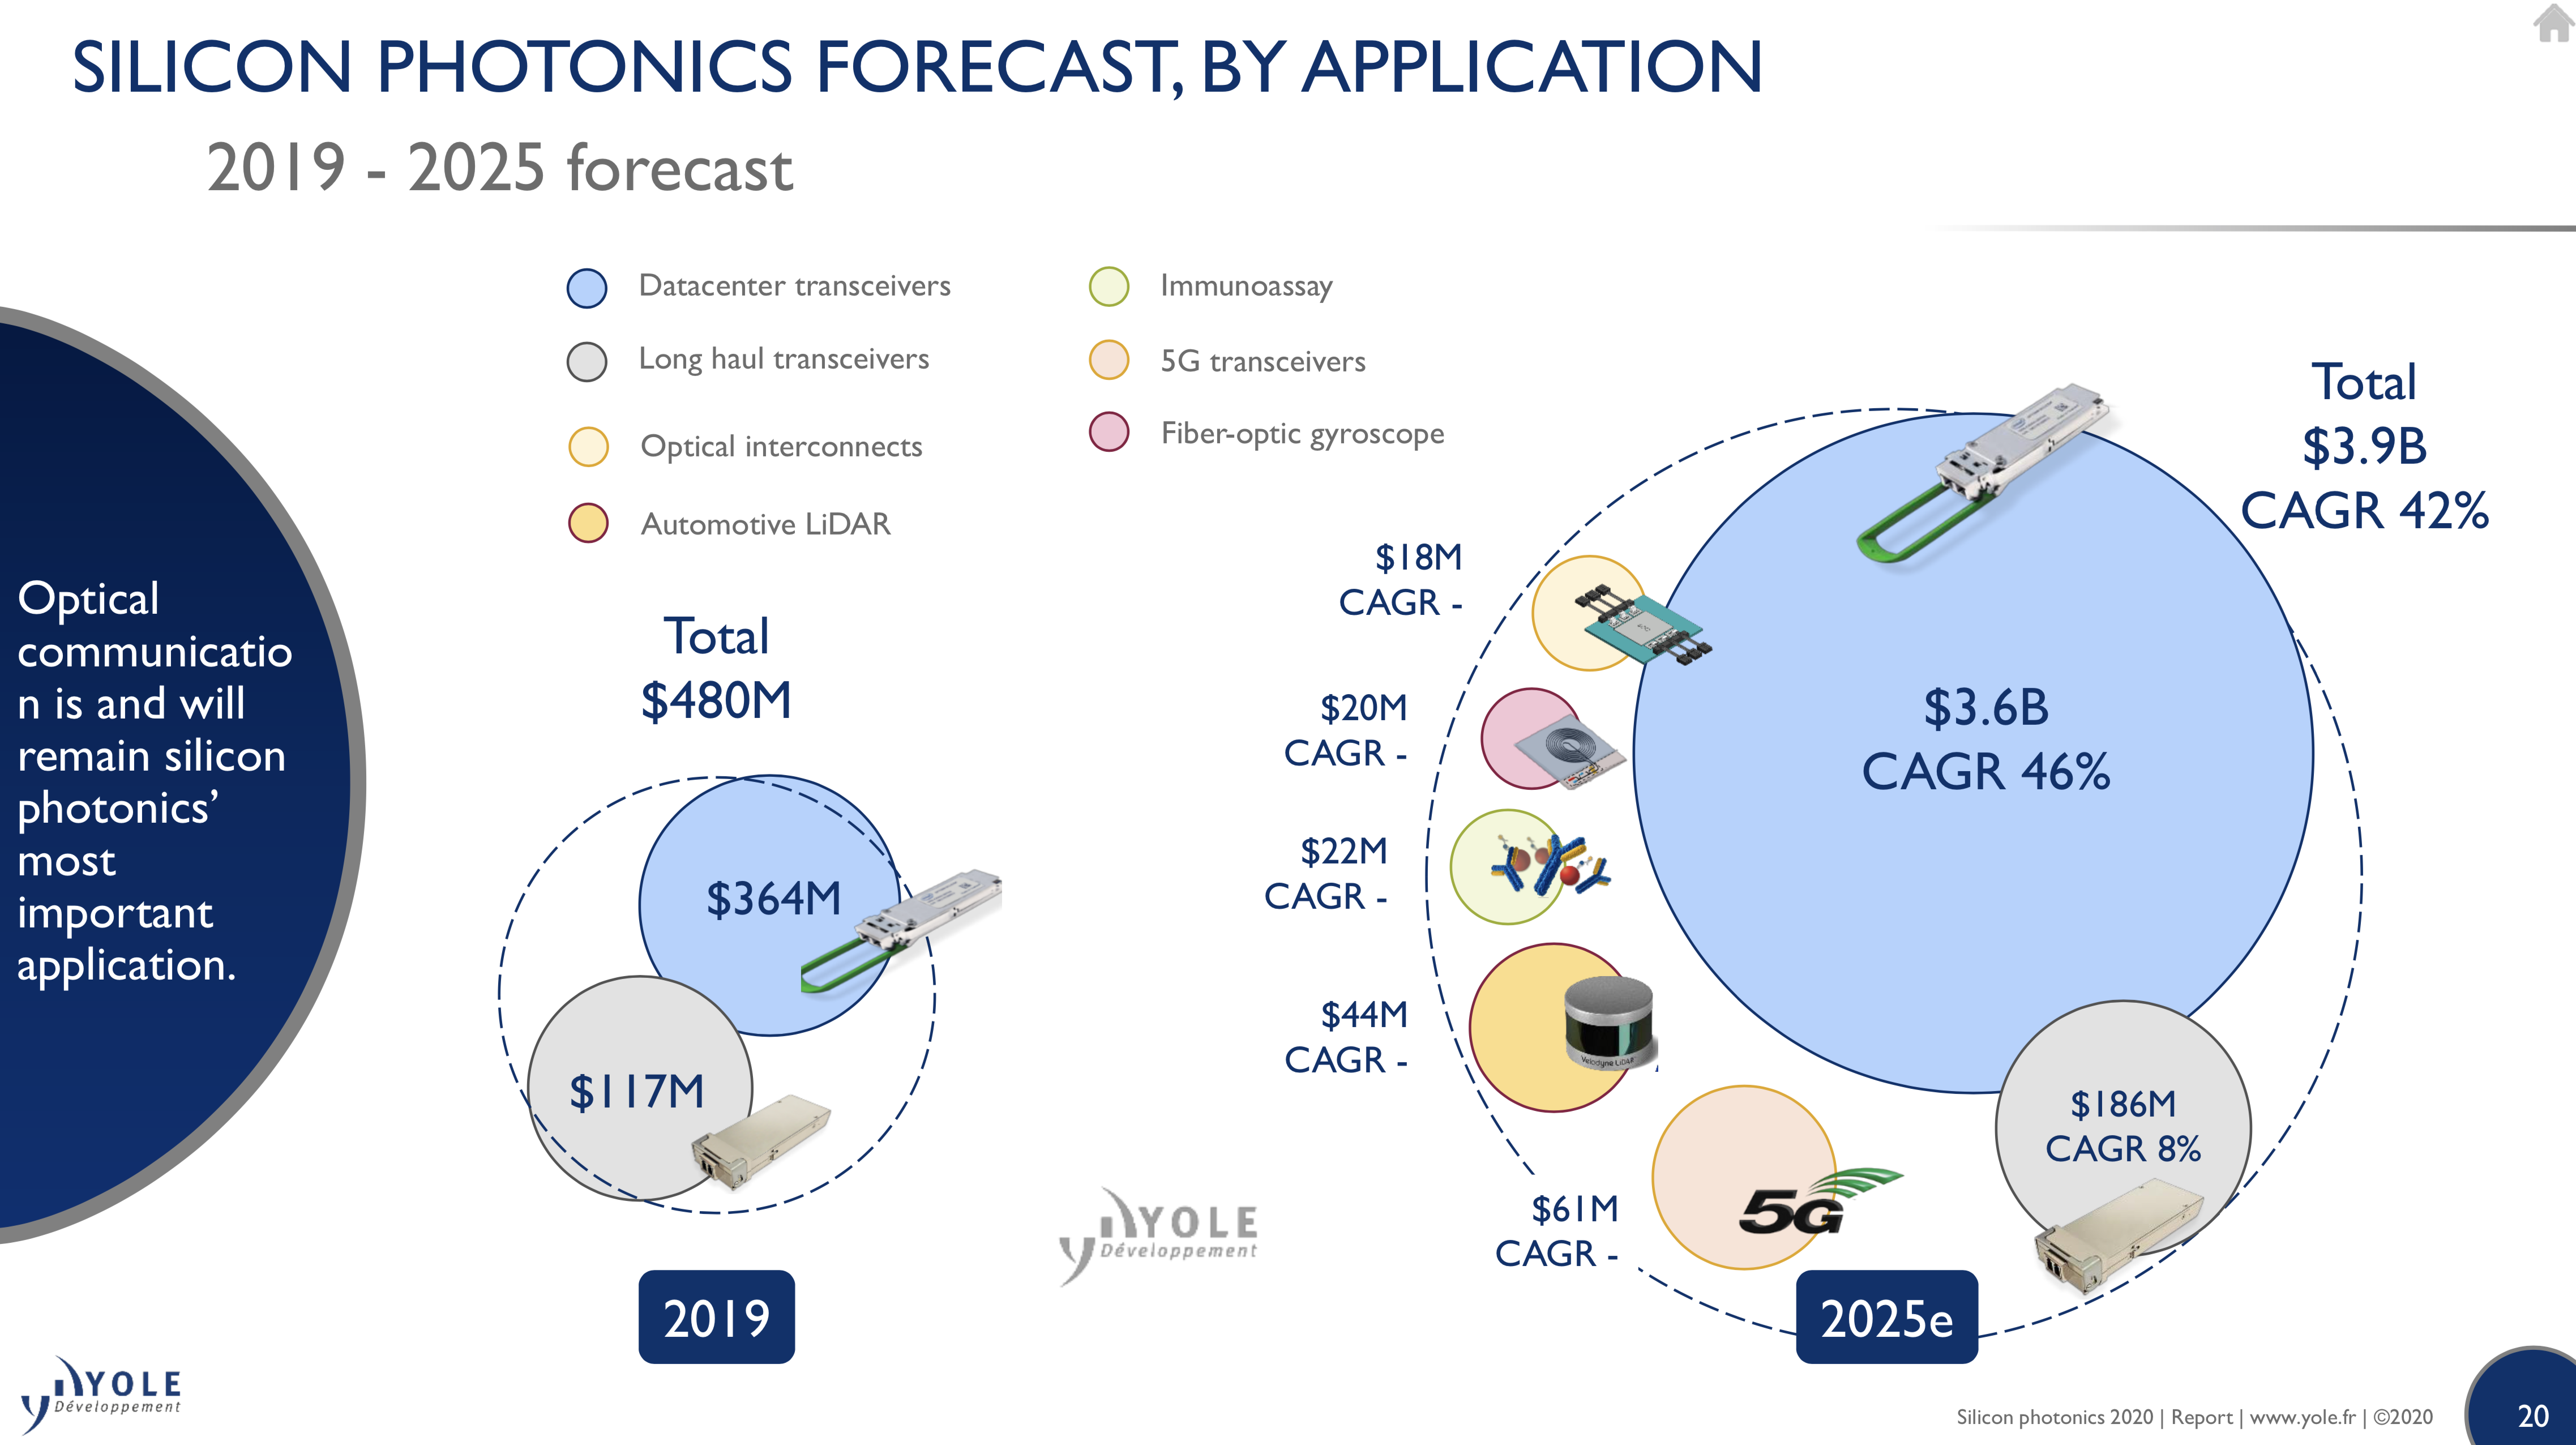 SILICON PHOTONICS FORECAST, BY APPLICATION
2019 - 2025 forecast
Datacenter transceivers
Long haul transceivers
Optical interconnects
Automotive LiDAR
Immunoassay
5G transceivers
Fiber-optic gyroscope
Optical
communicatio
n is and will
remain silicon
photonics’
most
important
application.
Total
$480M
$364M
$117M
2019
Total
$3.9B
CAGR 42%
$3.6B
CAGR 46%
$18M
CAGR -
$20M
CAGR -
$22M
CAGR -
$44M
CAGR -
Velodyne LiDAR
$61M
CAGR -
5G
$186M
CAGR 8%
2025e
YOLE
Développement
YOLE
Développement
Silicon photonics 2020 | Report | www.yole.fr | ©2020
20